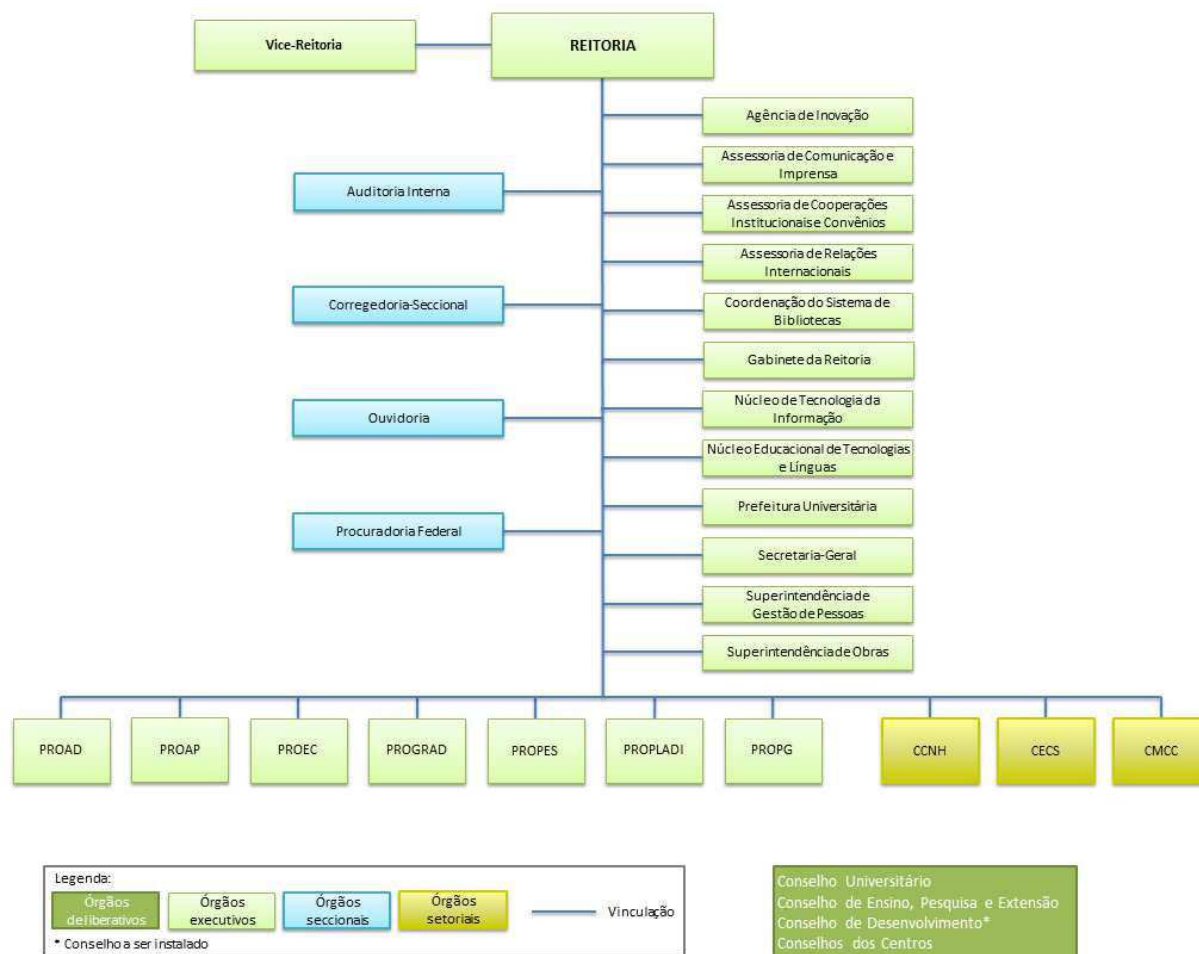 Vice-Reitoria
REITORIA
Agência de Inovação
Assessoria de Comunicação e
Imprensa
Auditoria Interna
Assessoria de Cooperações
Institucionais e Convênios
Assessoria de Relações
Internacionais
Corregedoria-Seccional
Coordenação do Sistema de
Bibliotecas
Gabinete da Reitoria
Ouvidoria
Núcleo de Tecnologia da
Informação
Núcleo Educacional de Tecnologias
e Línguas
Prefeitura Universitária
Procuradoria Federal
Secretaria-Geral
Superintendência de
Gestão de Pessoas
Superintendência de Obras
PROAD
PROAP
PROEC
PROGRAD
PROPES
PROPLADI
PROPG
CCNH
CECS
CMCC
Legenda:
Órgãos
deliberativos
Órgãos
executivos
Órgãos
seccionais
Órgãos
setoriais
Vinculação
* Conselho a ser instalado
Conselho Universitário
Conselho de Ensino, Pesquisa e Extensão
Conselho de Desenvolvimento*
Conselhos dos Centros